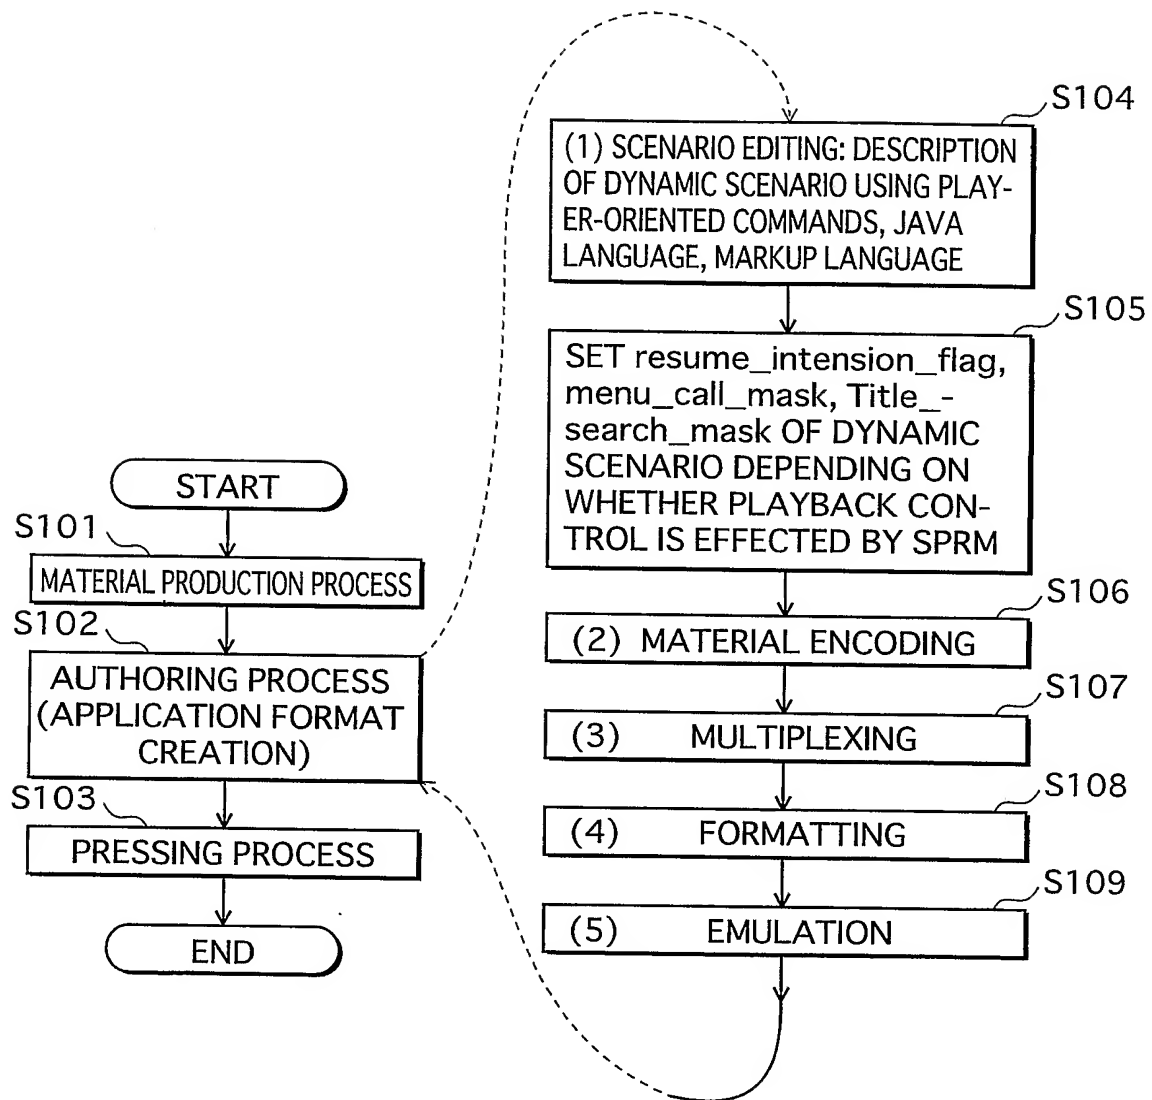 START
S101
MATERIAL PRODUCTION PROCESS
S102
AUTHORING PROCESS
(APPLICATION FORMAT
CREATION)
S103
PRESSING PROCESS
END
S104
(1) SCENARIO EDITING: DESCRIPTION
OF DYNAMIC SCENARIO USING PLAY-
ER-ORIENTED COMMANDS, JAVA
LANGUAGE, MARKUP LANGUAGE
S105
SET resume_intension_flag,
menu_call_mask, Title_-
search_mask OF DYNAMIC
SCENARIO DEPENDING ON
WHETHER PLAYBACK CON-
TROL IS EFFECTED BY SPRM
S106
(2) MATERIAL ENCODING
S107
(3) MULTIPLEXING
S108
(4) FORMATTING
S109
(5) EMULATION